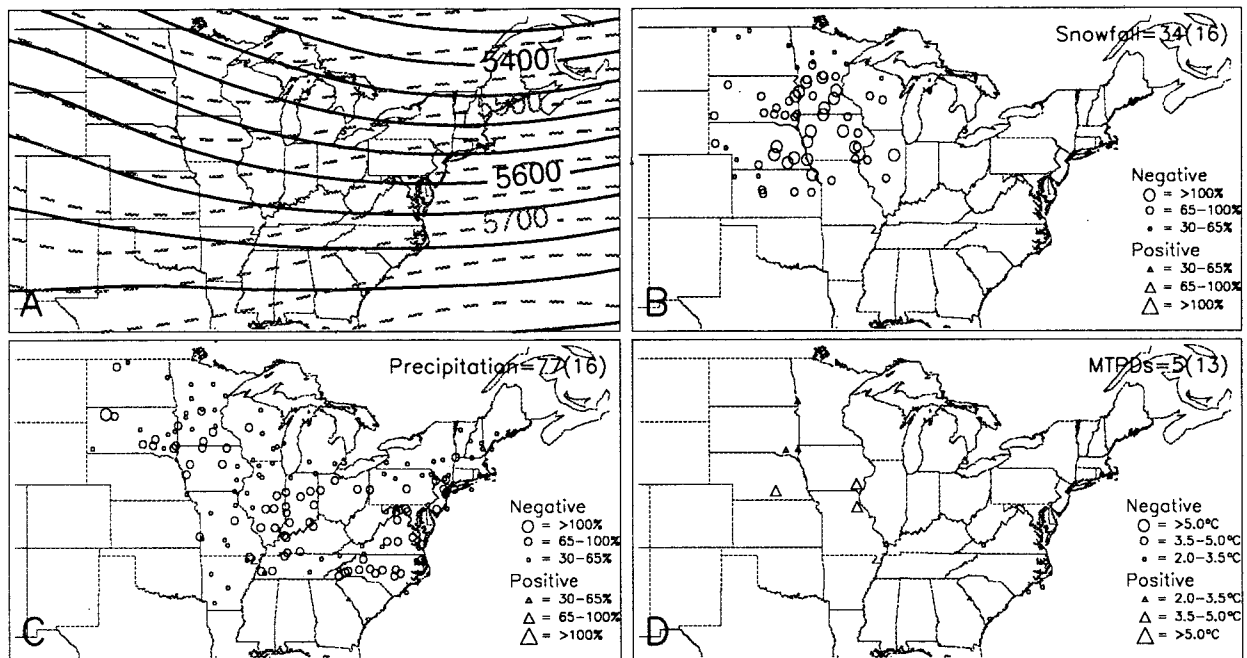 5400
5500
5600
5700
A
Snowfall=34(16)
Negative
= >100%
= 65-100%
= 30-65%
Positive
= 30-65%
= 65-100%
= >100%
B
Precipitation=77(16)
Negative
= >100%
= 65-100%
= 30-65%
Positive
= 30-65%
= 65-100%
= >100%
C
MTPDs=5(13)
Negative
= >5.0°C
= 3.5-5.0°C
= 2.0-3.5°C
Positive
= 2.0-3.5°C
= 3.5-5.0°C
= >5.0°C
D